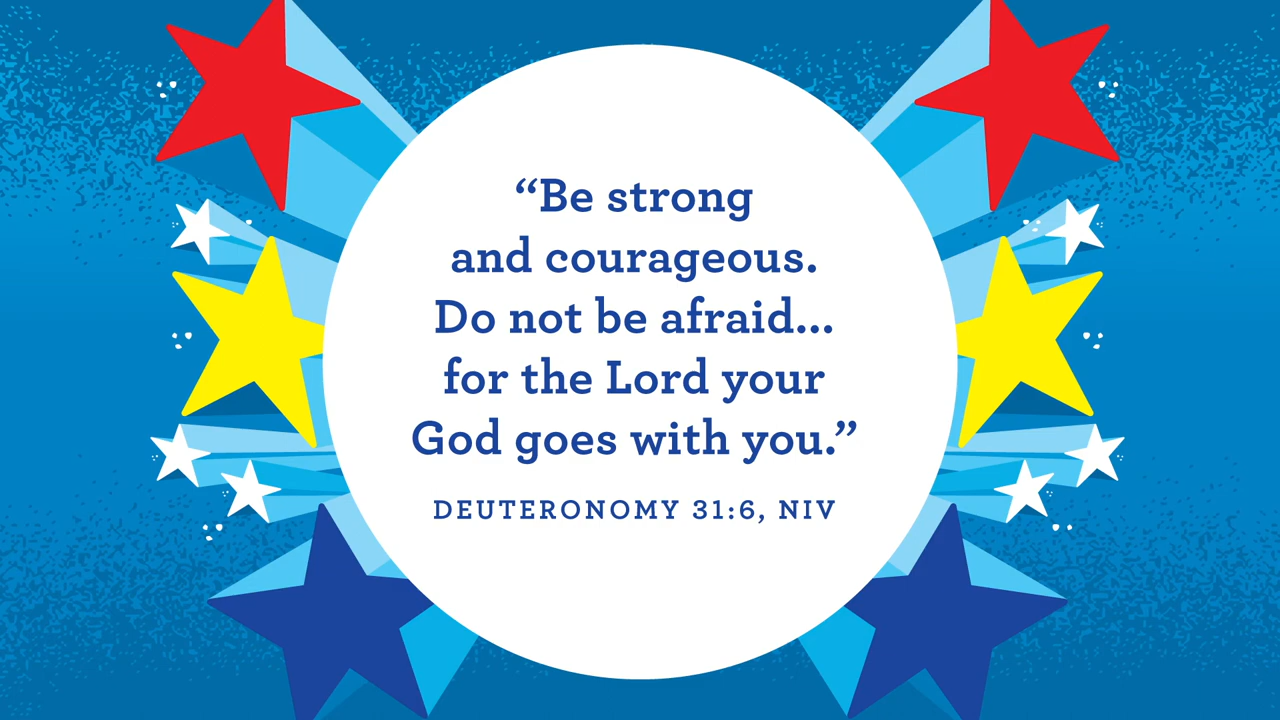 “Be strong
and courageous.
Do not be afraid...
for the Lord your
God goes with you.”
DEUTERONOMY 31:6, NIV